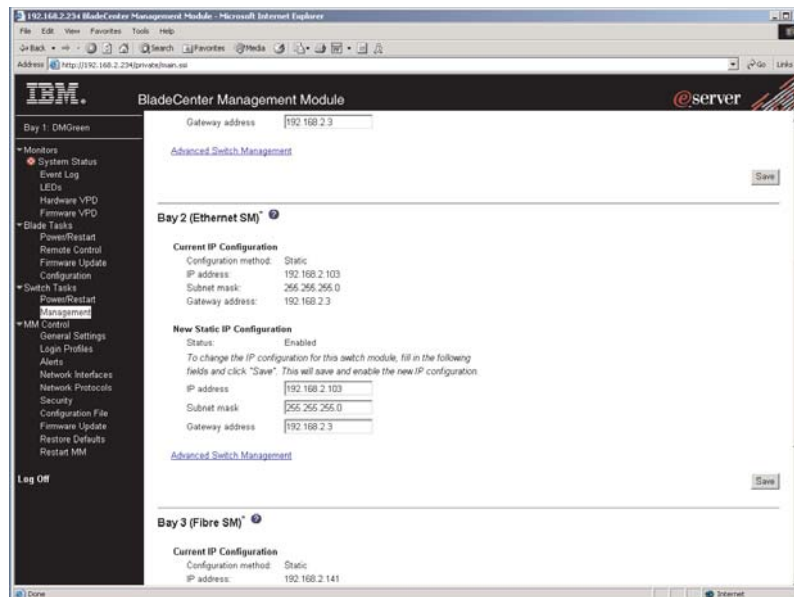 192.168.2.234 BladeCenter Management Module - Microsoft Internet Explorer
File Edit View Favorites Tools Help
Back Search Favorites Media
Address http://192.168.2.234/private/main.ssi Go Links
IBM. BladeCenter Management Module @server
Bay 1: DMGreen
Monitors
System Status
Event Log
LEDs
Hardware VPD
Firmware VPD
Blade Tasks
Power/Restart
Remote Control
Firmware Update
Configuration
Switch Tasks
Power/Restart
Management
MM Control
General Settings
Login Profiles
Alerts
Network Interfaces
Network Protocols
Security
Configuration File
Firmware Update
Restore Defaults
Restart MM
Log Off
Gateway address 192.168.2.3
Advanced Switch Management
Save
Bay 2 (Ethernet SM)*
Current IP Configuration
Configuration method: Static
IP address: 192.168.2.103
Subnet mask: 255.255.255.0
Gateway address: 192.168.2.3
New Static IP Configuration
Status: Enabled
To change the IP configuration for this switch module, fill in the following
fields and click "Save". This will save and enable the new IP configuration.
IP address 192.168.2.103
Subnet mask 255.255.255.0
Gateway address 192.168.2.3
Advanced Switch Management
Save
Bay 3 (Fibre SM)*
Current IP Configuration
Configuration method: Static
IP address: 192.168.2.141
Done Internet